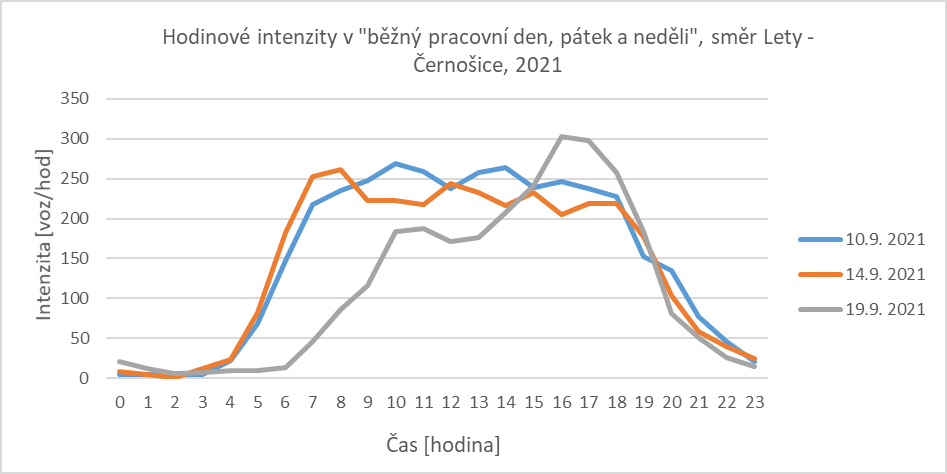 Hodinové intenzity v "běžný pracovní den, pátek a neděli", směr Lety -
Černošice, 2021
350
300
250
200
150
100
50
0
Intenzita [voz/hod]
0 1 2 3 4 5 6 7 8 9 10 11 12 13 14 15 16 17 18 19 20 21 22 23
Čas [hodina]
10.9. 2021
14.9. 2021
19.9. 2021